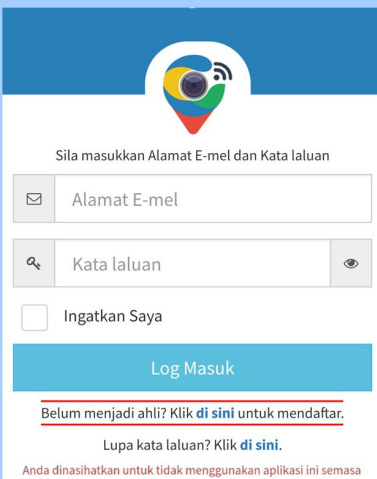 Sila masukkan Alamat E-mel dan Kata laluan
Alamat E-mel
Kata laluan
Ingatkan Saya
Log Masuk
Belum menjadi ahli? Klik di sini untuk mendaftar.
Lupa kata laluan? Klik di sini.
Anda dinasihatkan untuk tidak menggunakan aplikasi ini semasa